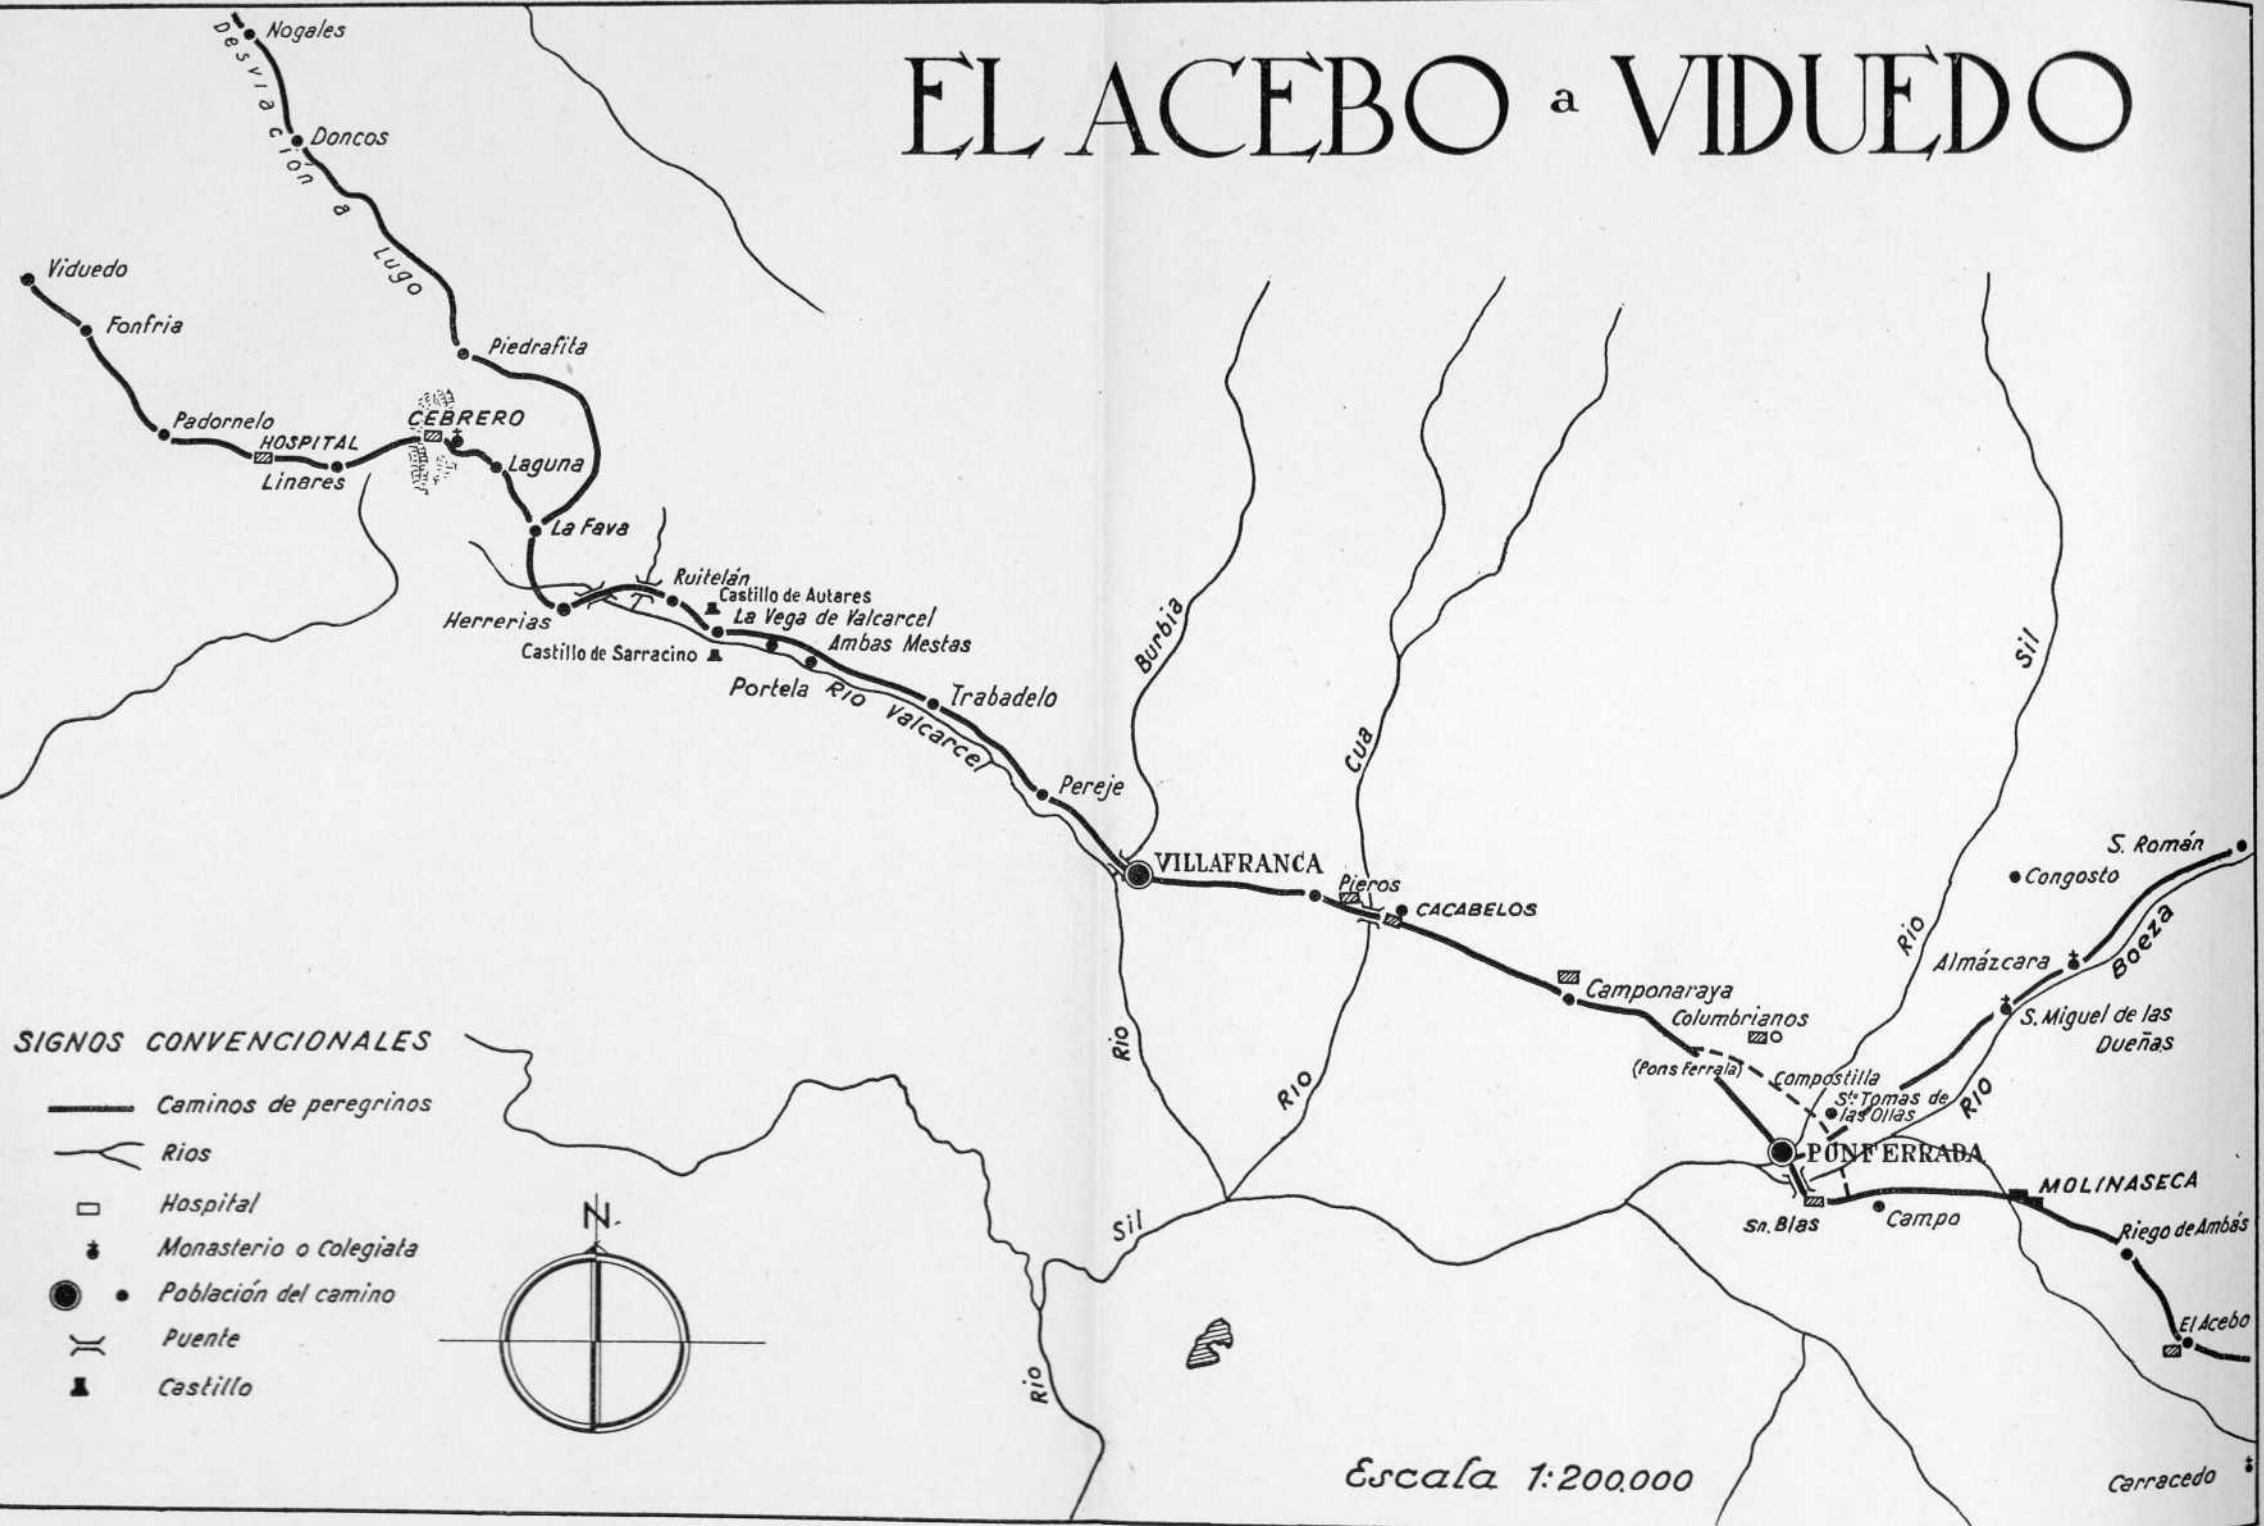 EL ACEBO a VIDUEDO
Nogales
Desviación a Lugo
Doncos
Viduedo
Fonfria
Piedrafita
Padornelo
HOSPITAL
Linares
CEBRERO
Laguna
La Fava
Herrerias
Ruitelán
Castillo de Autares
La Vega de Valcarcel
Castillo de Sarracino
Ambas Mestas
Portela
Rio Valcarcel
Trabadelo
Pereje
Burbia
Rio
VILLAFRANCA
Cua
Rio
Pieros
CACABELOS
Sil
Rio
S. Román
Congosto
Almázcara
Boeza
Rio
S. Miguel de las
Dueñas
Camponaraya
Columbrianos
(Pons Ferrala)
Compostilla
Sto Tomas de
las Ollas
PONFERRADA
MOLINASECA
Sn. Blas
Campo
Riego de Ambás
El Acebo
Carracedo
Sil
Rio
SIGNOS CONVENCIONALES
Caminos de peregrinos
Rios
Hospital
Monasterio o Colegiata
Población del camino
Puente
Castillo
N.
Escala 1:200.000